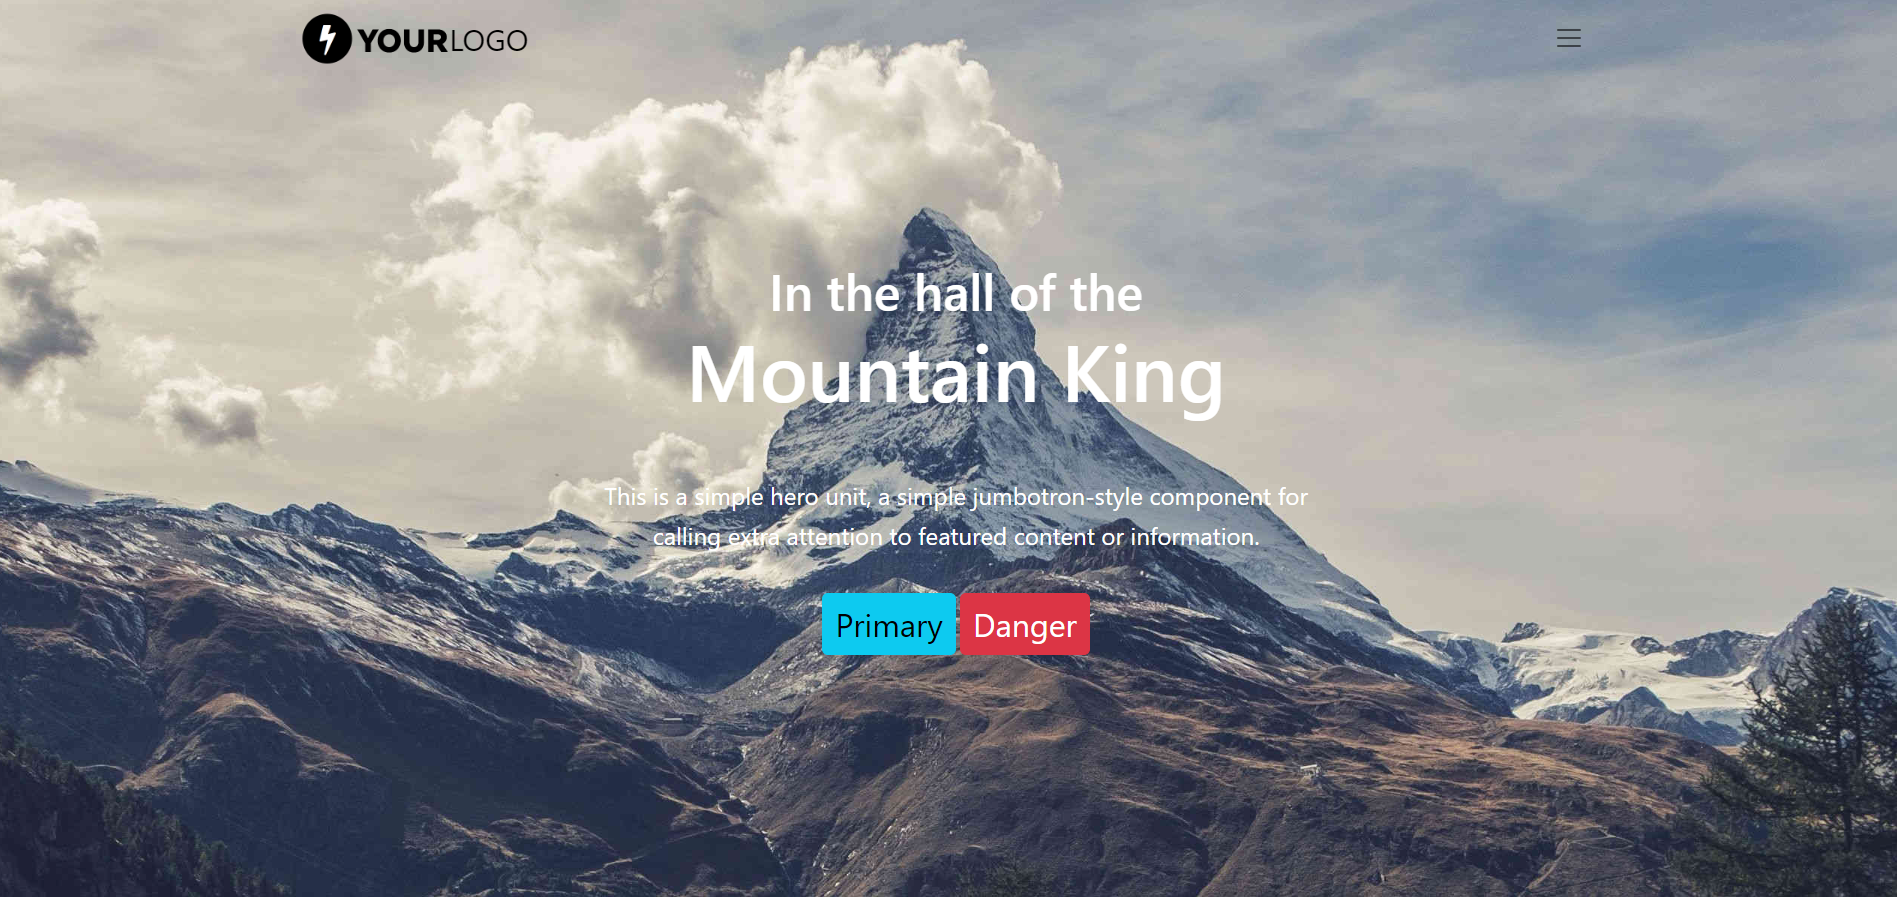 YOURLOGO
In the hall of the
Mountain King
This is a simple hero unit, a simple jumbotron-style component for
calling extra attention to featured content or information.
Primary Danger